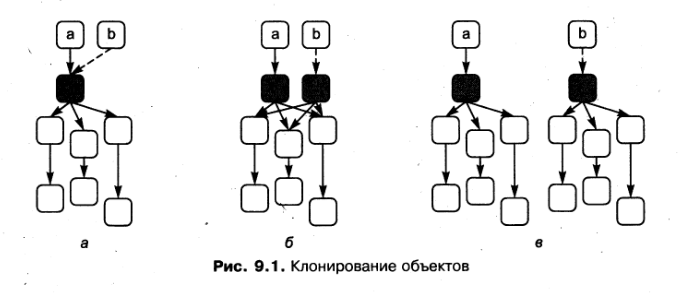 a b a b a b
а б в
Рис. 9.1. Клонирование объектов